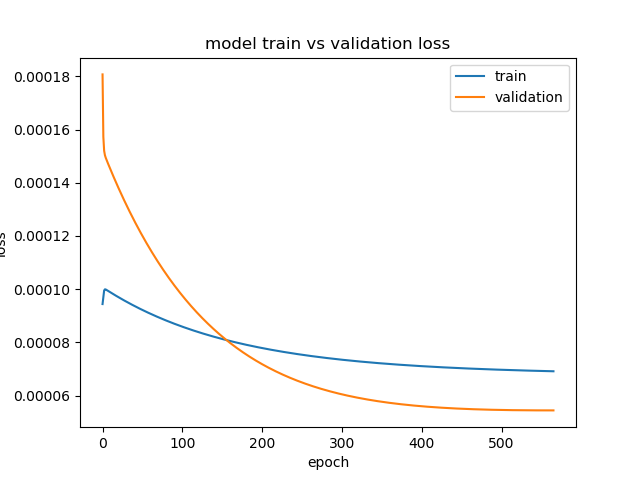 model train vs validation loss
train
validation
0.00018
0.00016
0.00014
0.00012
0.00010
0.00008
0.00006
loss
0 100 200 300 400 500
epoch